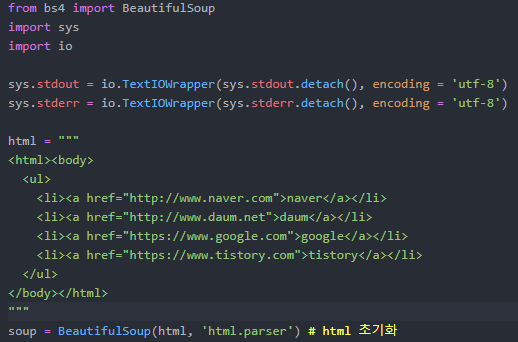 from bs4 import BeautifulSoup
import sys
import io
sys.stdout = io.TextIOWrapper(sys.stdout.detach(), encoding = 'utf-8')
sys.stderr = io.TextIOWrapper(sys.stderr.detach(), encoding = 'utf-8')
html = """
<html><body>
  <ul>
    <li><a href="http://www.naver.com">naver</a></li>
    <li><a href="http://www.daum.net">daum</a></li>
    <li><a href="https://www.google.com">google</a></li>
    <li><a href="https://www.tistory.com">tistory</a></li>
  </ul>
</body></html>
"""
soup = BeautifulSoup(html, 'html.parser') # html 초기화